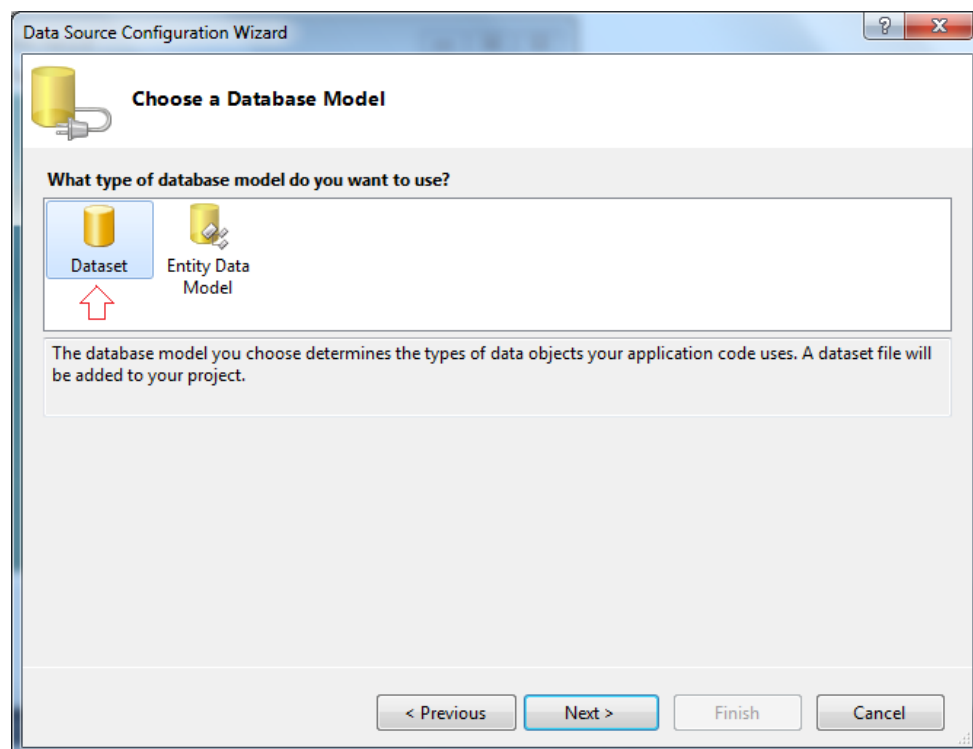 Data Source Configuration Wizard
?
Choose a Database Model
What type of database model do you want to use?
Dataset
Entity Data
Model
The database model you choose determines the types of data objects your application code uses. A dataset file will
be added to your project.
< Previous
Next >
Finish
Cancel